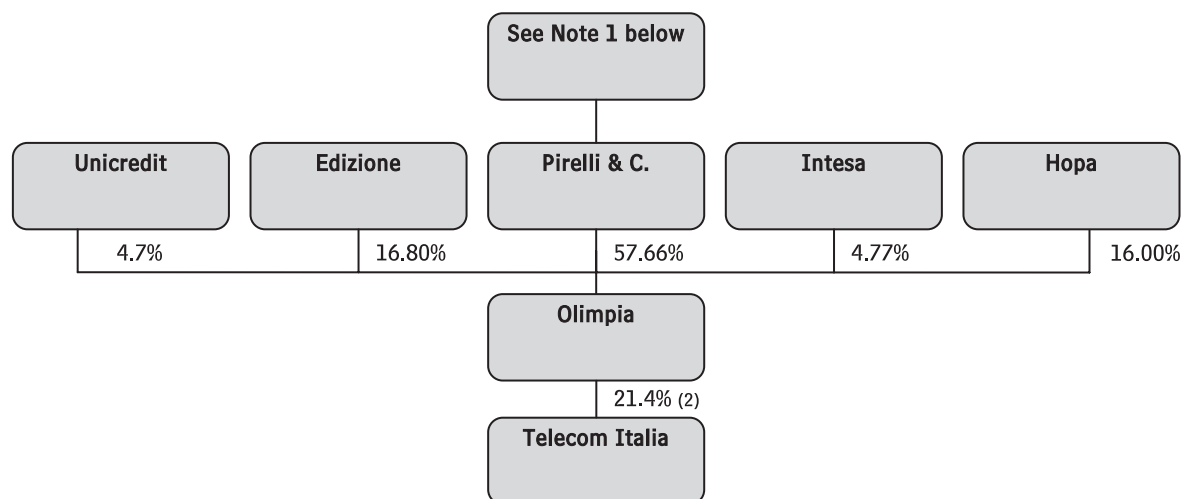 See Note 1 below
Unicredit
Edizione
Pirelli & C.
Intesa
Hopa
4.7%
16.80%
57.66%
4.77%
16.00%
Olimpia
21.4% (2)
Telecom Italia